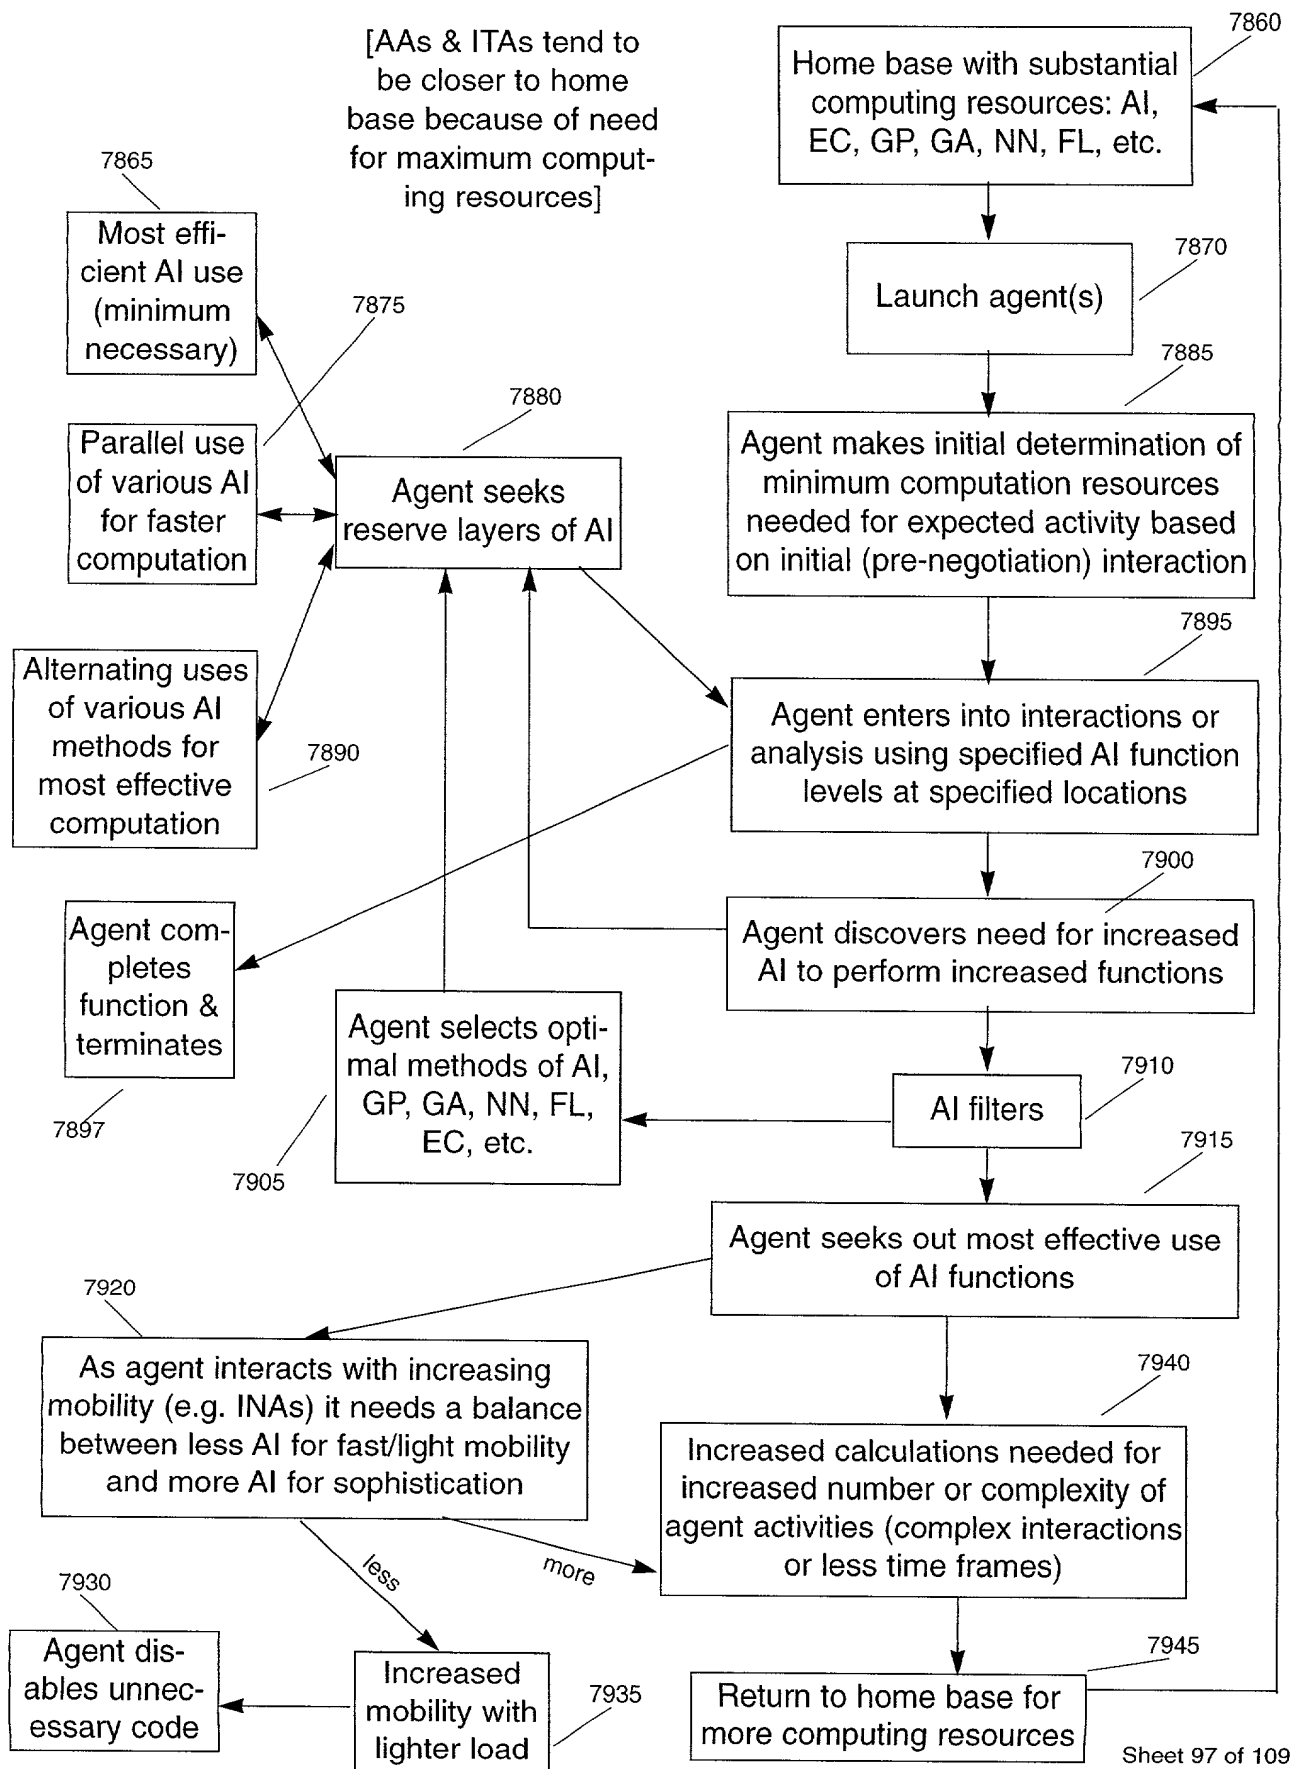 [AAs & ITAs tend to
be closer to home
base because of need
for maximum comput-
ing resources]
7860
Home base with substantial
computing resources: AI,
EC, GP, GA, NN, FL, etc.
7865
Most effi-
cient AI use
(minimum
necessary)
7870
Launch agent(s)
7875
Parallel use
of various AI
for faster
computation
7880
Agent seeks
reserve layers of AI
7885
Agent makes initial determination of
minimum computation resources
needed for expected activity based
on initial (pre-negotiation) interaction
7890
Alternating uses
of various AI
methods for
most effective
computation
7895
Agent enters into interactions or
analysis using specified AI function
levels at specified locations
7897
Agent com-
pletes
function &
terminates
7900
Agent discovers need for increased
AI to perform increased functions
7905
Agent selects opti-
mal methods of AI,
GP, GA, NN, FL,
EC, etc.
7910
AI filters
7915
Agent seeks out most effective use
of AI functions
7920
As agent interacts with increasing
mobility (e.g. INAs) it needs a balance
between less AI for fast/light mobility
and more AI for sophistication
less
more
7940
Increased calculations needed for
increased number or complexity of
agent activities (complex interactions
or less time frames)
7930
Agent dis-
ables unnec-
essary code
7935
Increased
mobility with
lighter load
7945
Return to home base for
more computing resources
Sheet 97 of 109